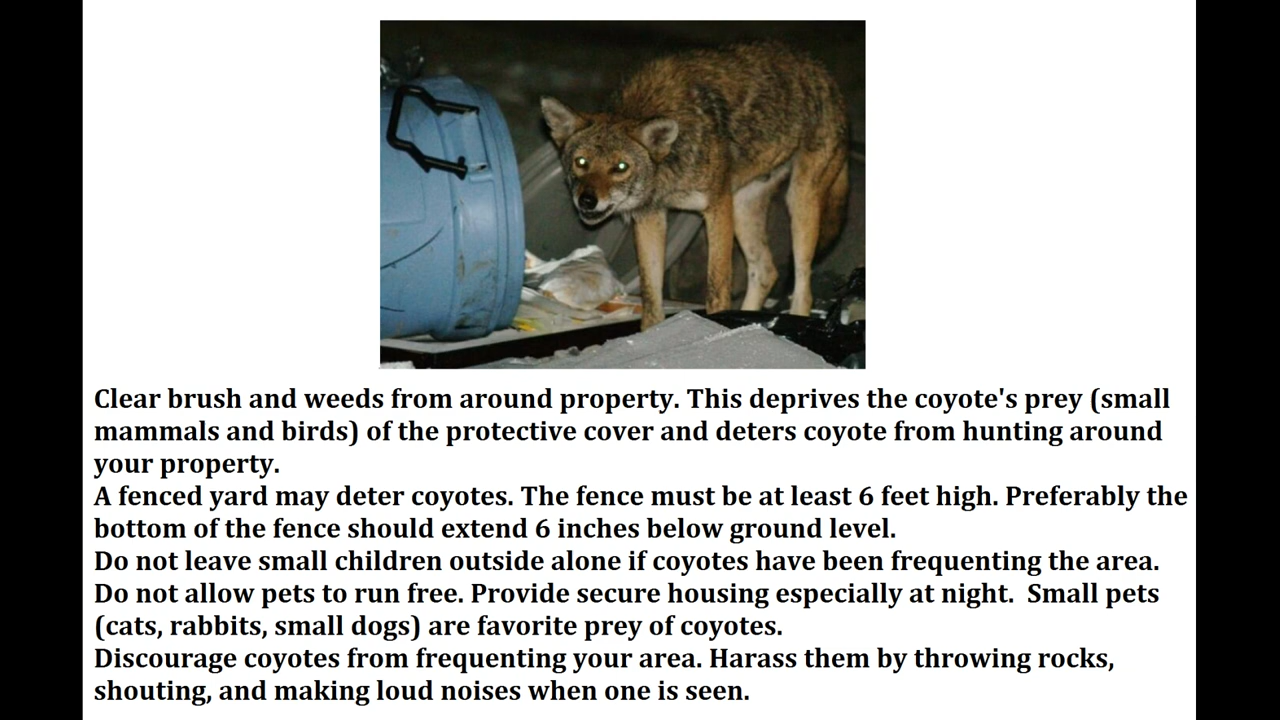 Clear brush and weeds from around property. This deprives the coyote's prey (small
mammals and birds) of the protective cover and deters coyote from hunting around
your property.
A fenced yard may deter coyotes. The fence must be at least 6 feet high. Preferably the
bottom of the fence should extend 6 inches below ground level.
Do not leave small children outside alone if coyotes have been frequenting the area.
Do not allow pets to run free. Provide secure housing especially at night.  Small pets
(cats, rabbits, small dogs) are favorite prey of coyotes.
Discourage coyotes from frequenting your area. Harass them by throwing rocks,
shouting, and making loud noises when one is seen.